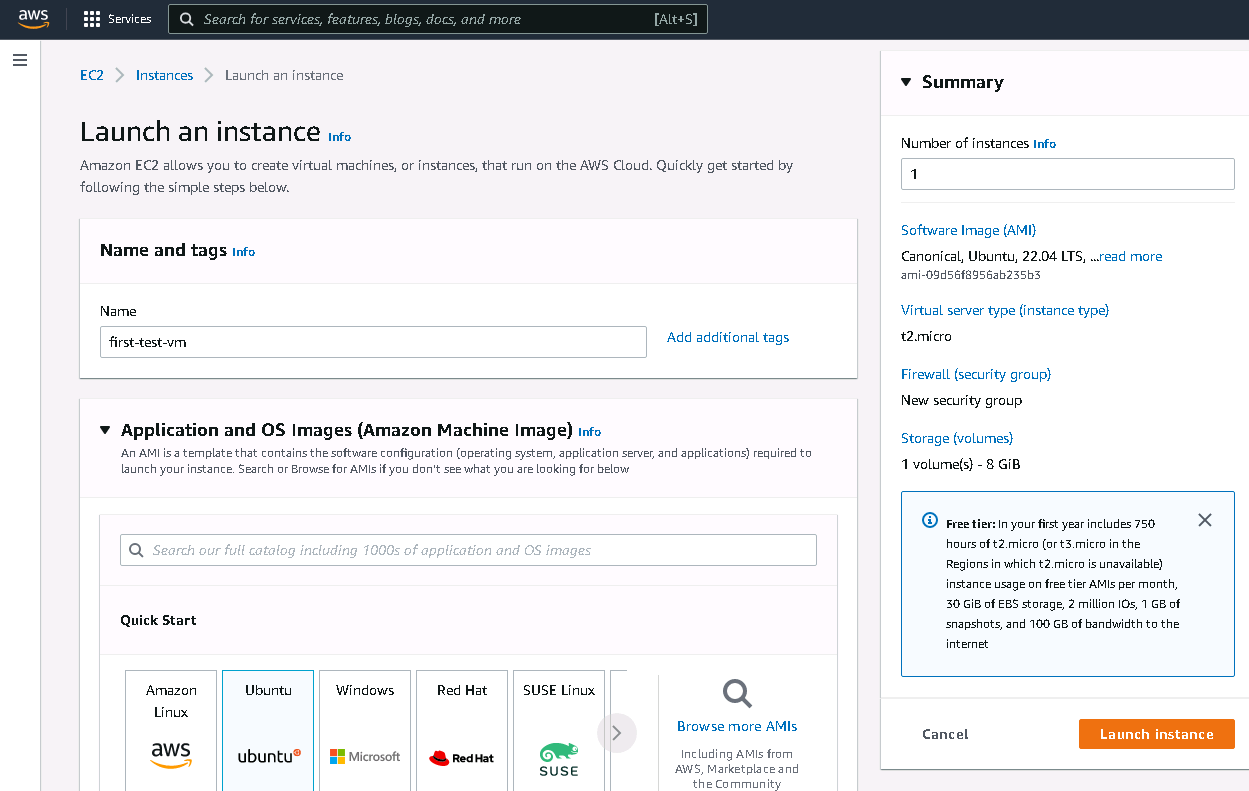 aws
Services
Search for services, features, blogs, docs, and more
[Alt+S]
EC2
Instances
Launch an instance
Launch an instance Info
Amazon EC2 allows you to create virtual machines, or instances, that run on the AWS Cloud. Quickly get started by
following the simple steps below.
Name and tags Info
Name
first-test-vm
Add additional tags
Application and OS Images (Amazon Machine Image) Info
An AMI is a template that contains the software configuration (operating system, application server, and applications) required to
launch your instance. Search or Browse for AMIs if you don't see what you are looking for below
Search our full catalog including 1000s of application and OS images
Quick Start
Amazon
Linux
aws
Ubuntu
ubuntu
Windows
Microsoft
Red Hat
Red Hat
SUSE Linux
SUSE
Browse more AMIs
Including AMIs from
AWS, Marketplace and
the Community
Summary
Number of instances Info
1
Software Image (AMI)
Canonical, Ubuntu, 22.04 LTS, ...read more
ami-09d56f8956ab235b3
Virtual server type (instance type)
t2.micro
Firewall (security group)
New security group
Storage (volumes)
1 volume(s) - 8 GiB
Free tier: In your first year includes 750
hours of t2.micro (or t3.micro in the
Regions in which t2.micro is unavailable)
instance usage on free tier AMIs per month,
30 GiB of EBS storage, 2 million IOs, 1 GB of
snapshots, and 100 GB of bandwidth to the
internet
Cancel
Launch instance